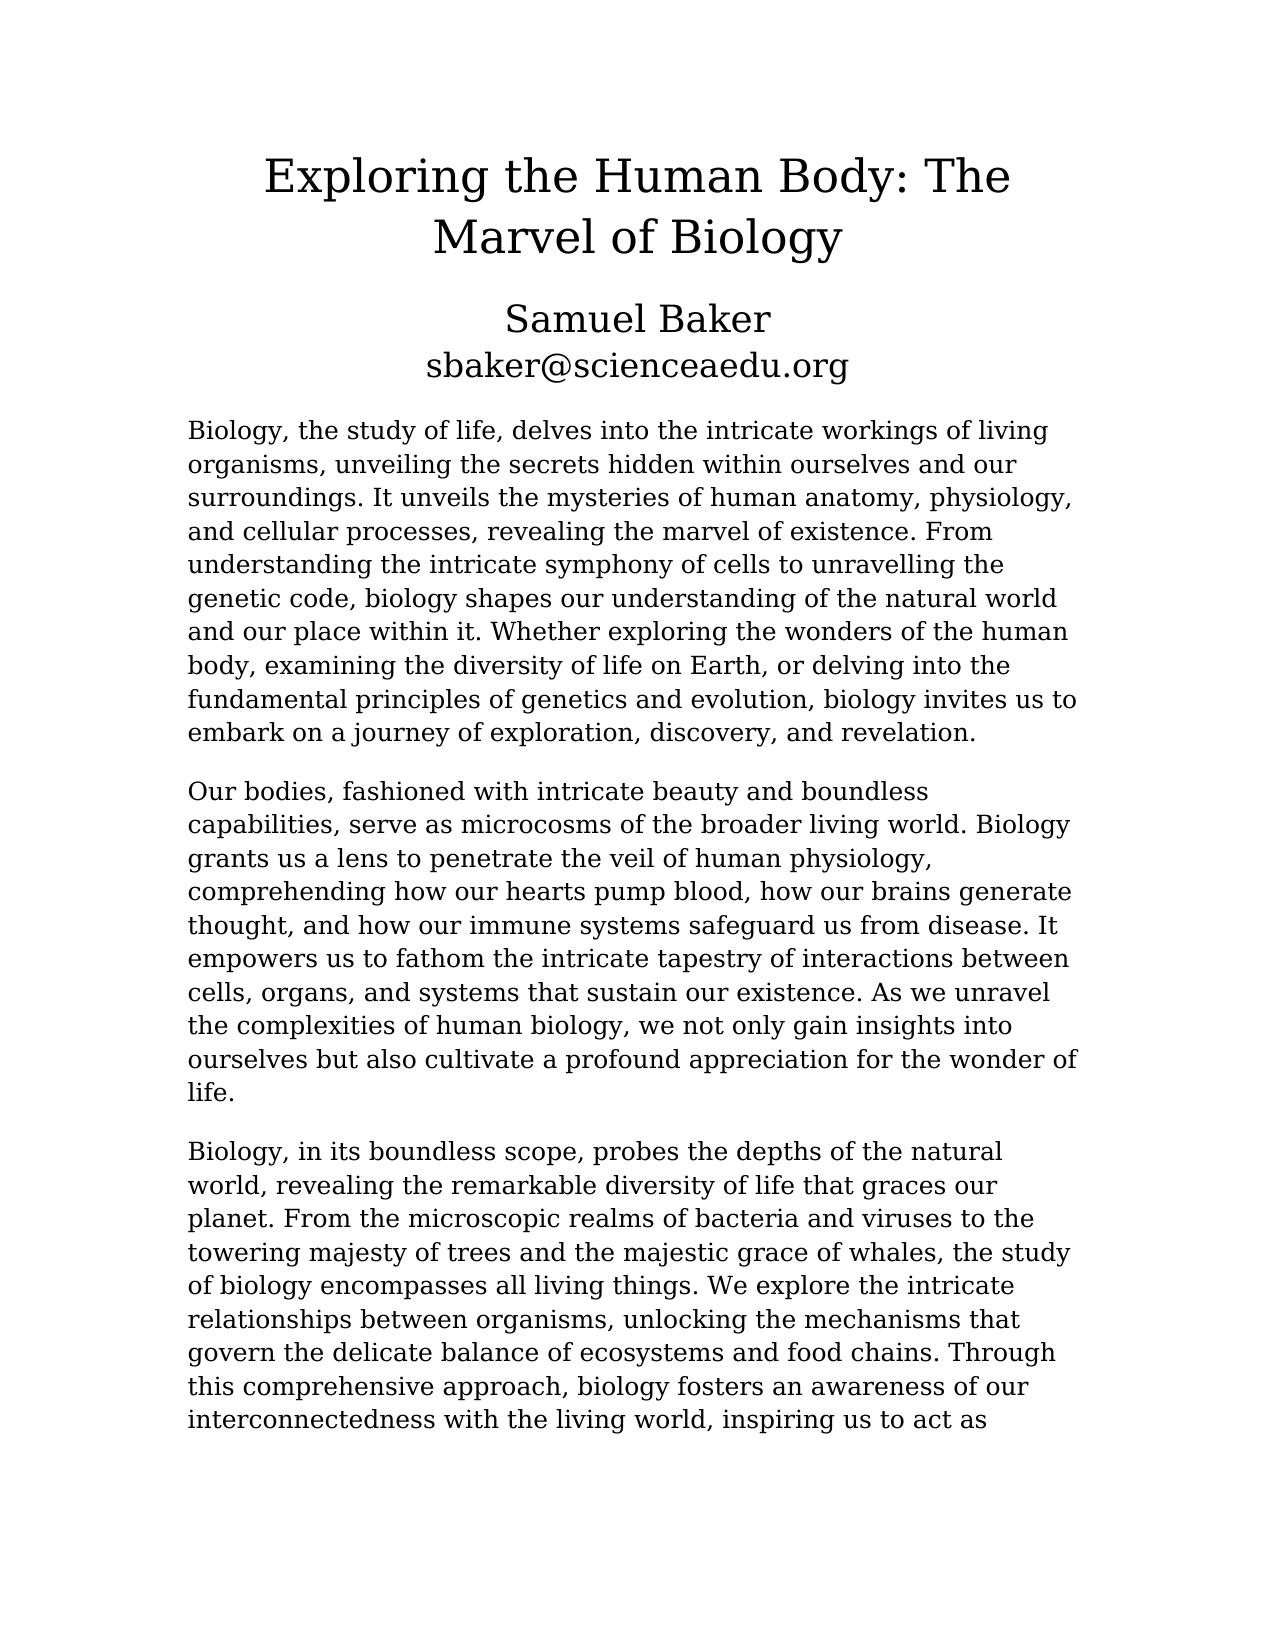 Exploring the Human Body: The
Marvel of Biology
Samuel Baker
sbaker@scienceaedu.org
Biology, the study of life, delves into the intricate workings of living
organisms, unveiling the secrets hidden within ourselves and our
surroundings. It unveils the mysteries of human anatomy, physiology,
and cellular processes, revealing the marvel of existence. From
understanding the intricate symphony of cells to unravelling the
genetic code, biology shapes our understanding of the natural world
and our place within it. Whether exploring the wonders of the human
body, examining the diversity of life on Earth, or delving into the
fundamental principles of genetics and evolution, biology invites us to
embark on a journey of exploration, discovery, and revelation.
Our bodies, fashioned with intricate beauty and boundless
capabilities, serve as microcosms of the broader living world. Biology
grants us a lens to penetrate the veil of human physiology,
comprehending how our hearts pump blood, how our brains generate
thought, and how our immune systems safeguard us from disease. It
empowers us to fathom the intricate tapestry of interactions between
cells, organs, and systems that sustain our existence. As we unravel
the complexities of human biology, we not only gain insights into
ourselves but also cultivate a profound appreciation for the wonder of
life.
Biology, in its boundless scope, probes the depths of the natural
world, revealing the remarkable diversity of life that graces our
planet. From the microscopic realms of bacteria and viruses to the
towering majesty of trees and the majestic grace of whales, the study
of biology encompasses all living things. We explore the intricate
relationships between organisms, unlocking the mechanisms that
govern the delicate balance of ecosystems and food chains. Through
this comprehensive approach, biology fosters an awareness of our
interconnectedness with the living world, inspiring us to act as